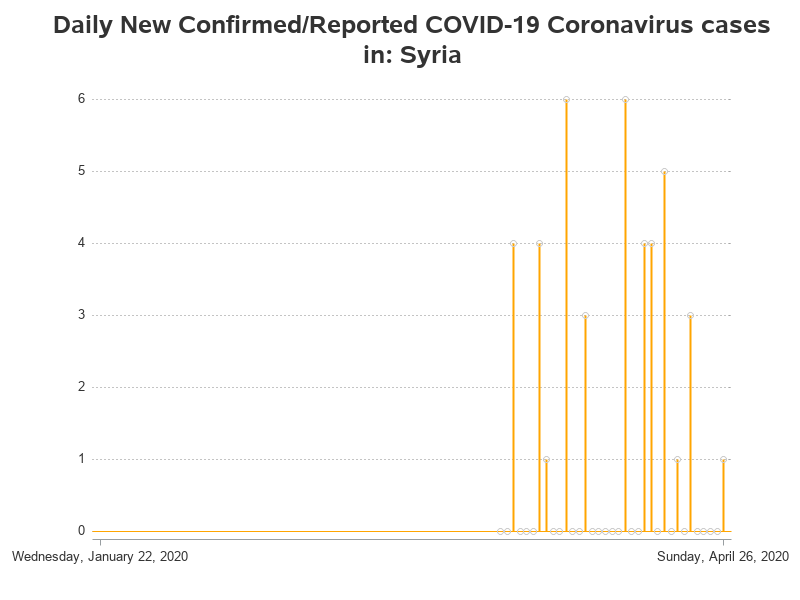 Daily New Confirmed/Reported COVID-19 Coronavirus cases
in: Syria
6
5
4
3
2
1
0
Wednesday, January 22, 2020
Sunday, April 26, 2020